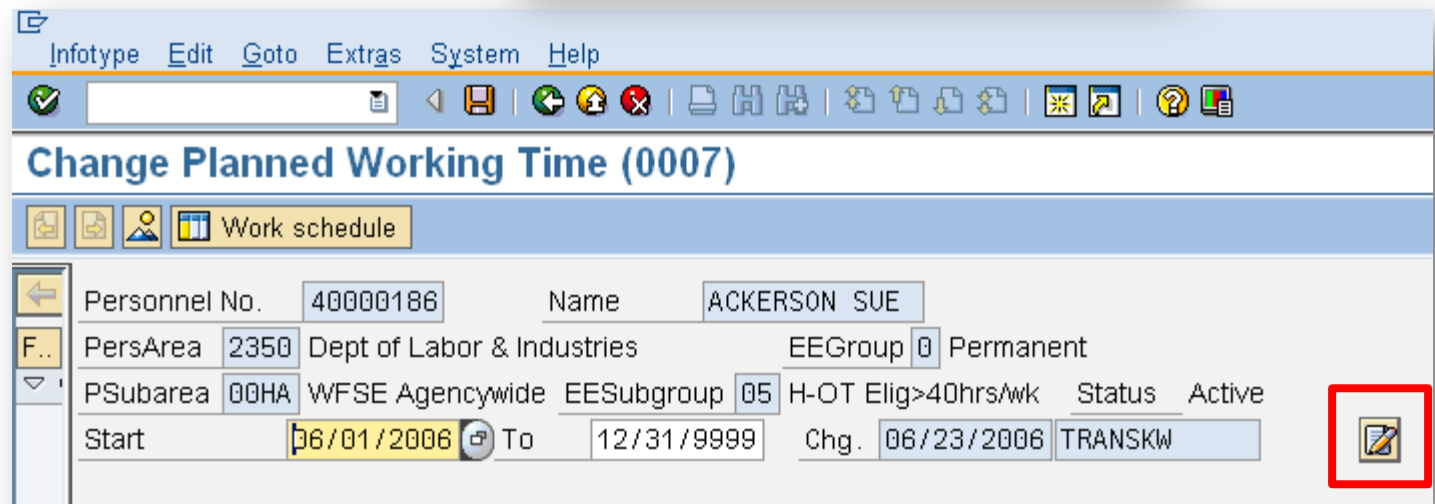 Infotype Edit Goto Extras System Help
Change Planned Working Time (0007)
Work schedule
Personnel No. 40000186 Name ACKERSON SUE
F.. PersArea 2350 Dept of Labor & Industries EEGroup 0 Permanent
PSubarea 00HA WFSE Agencywide EESubgroup 05 H-OT Elig>40hrs/wk Status Active
Start 06/01/2006 To 12/31/9999 Chg. 06/23/2006 TRANSKW